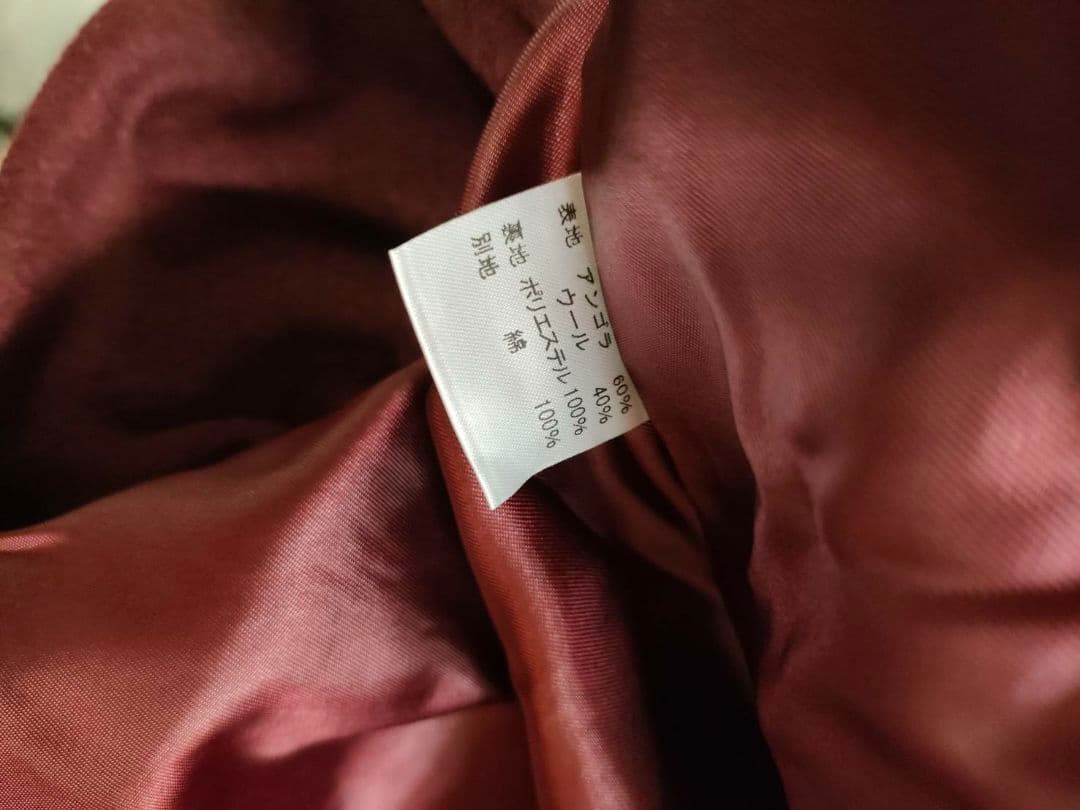 表地 アンゴラ 60%
ウール 40%
裏地 ポリエステル 100%
別地 綿 100%